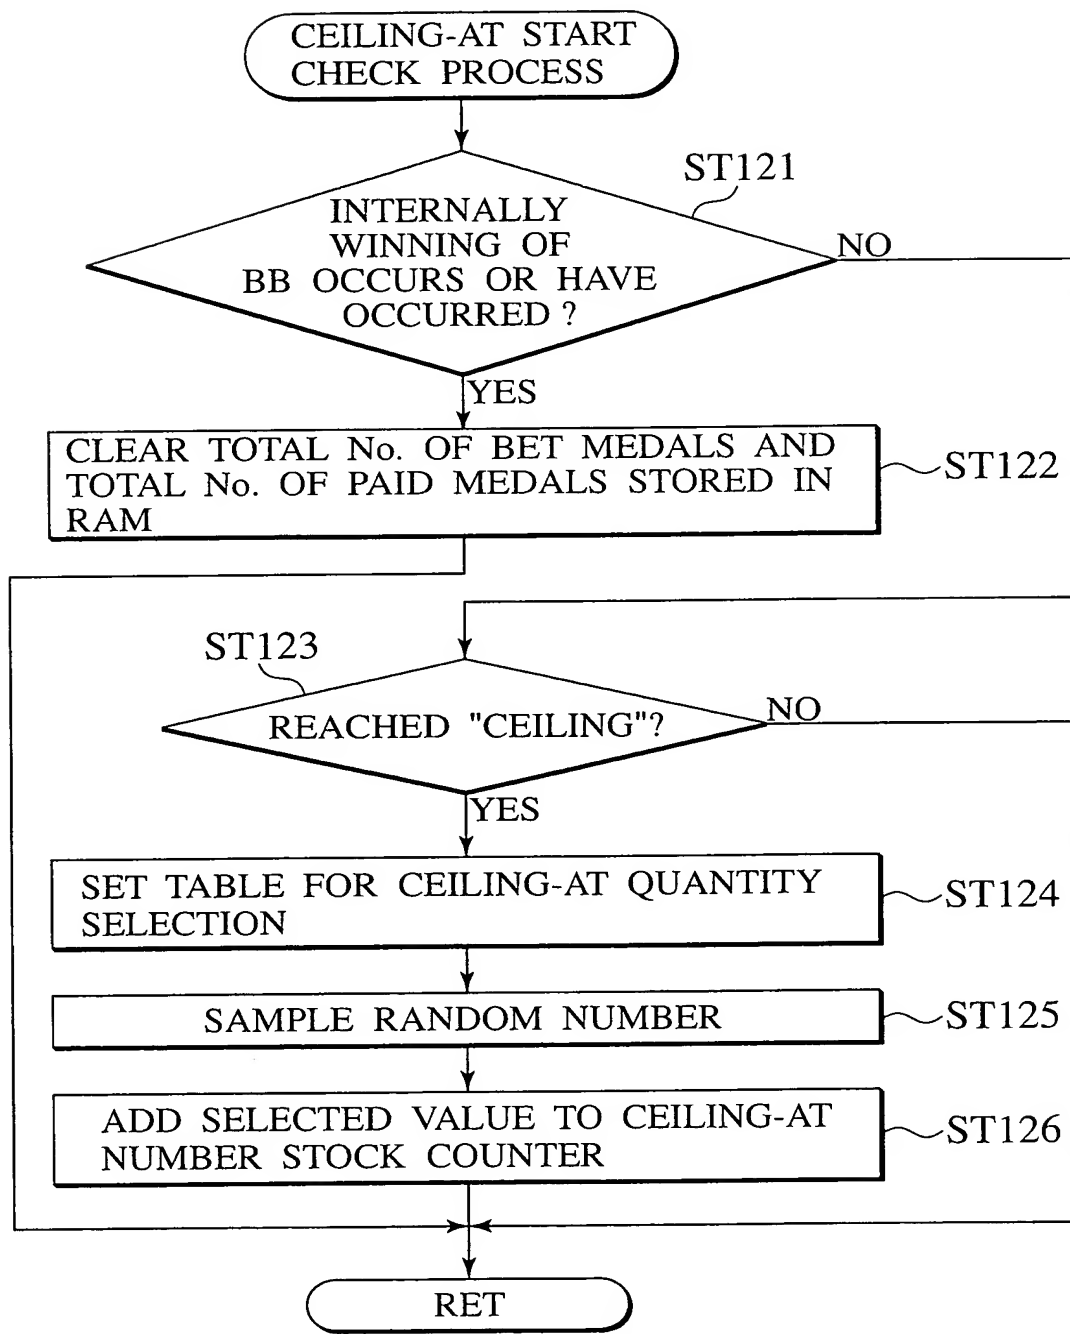 CEILING-AT START
CHECK PROCESS
ST121
INTERNALLY
WINNING OF
BB OCCURS OR HAVE
OCCURRED?
NO
YES
CLEAR TOTAL No. OF BET MEDALS AND
TOTAL No. OF PAID MEDALS STORED IN
RAM
ST122
ST123
REACHED "CEILING"?
NO
YES
SET TABLE FOR CEILING-AT QUANTITY
SELECTION
ST124
SAMPLE RANDOM NUMBER
ST125
ADD SELECTED VALUE TO CEILING-AT
NUMBER STOCK COUNTER
ST126
RET